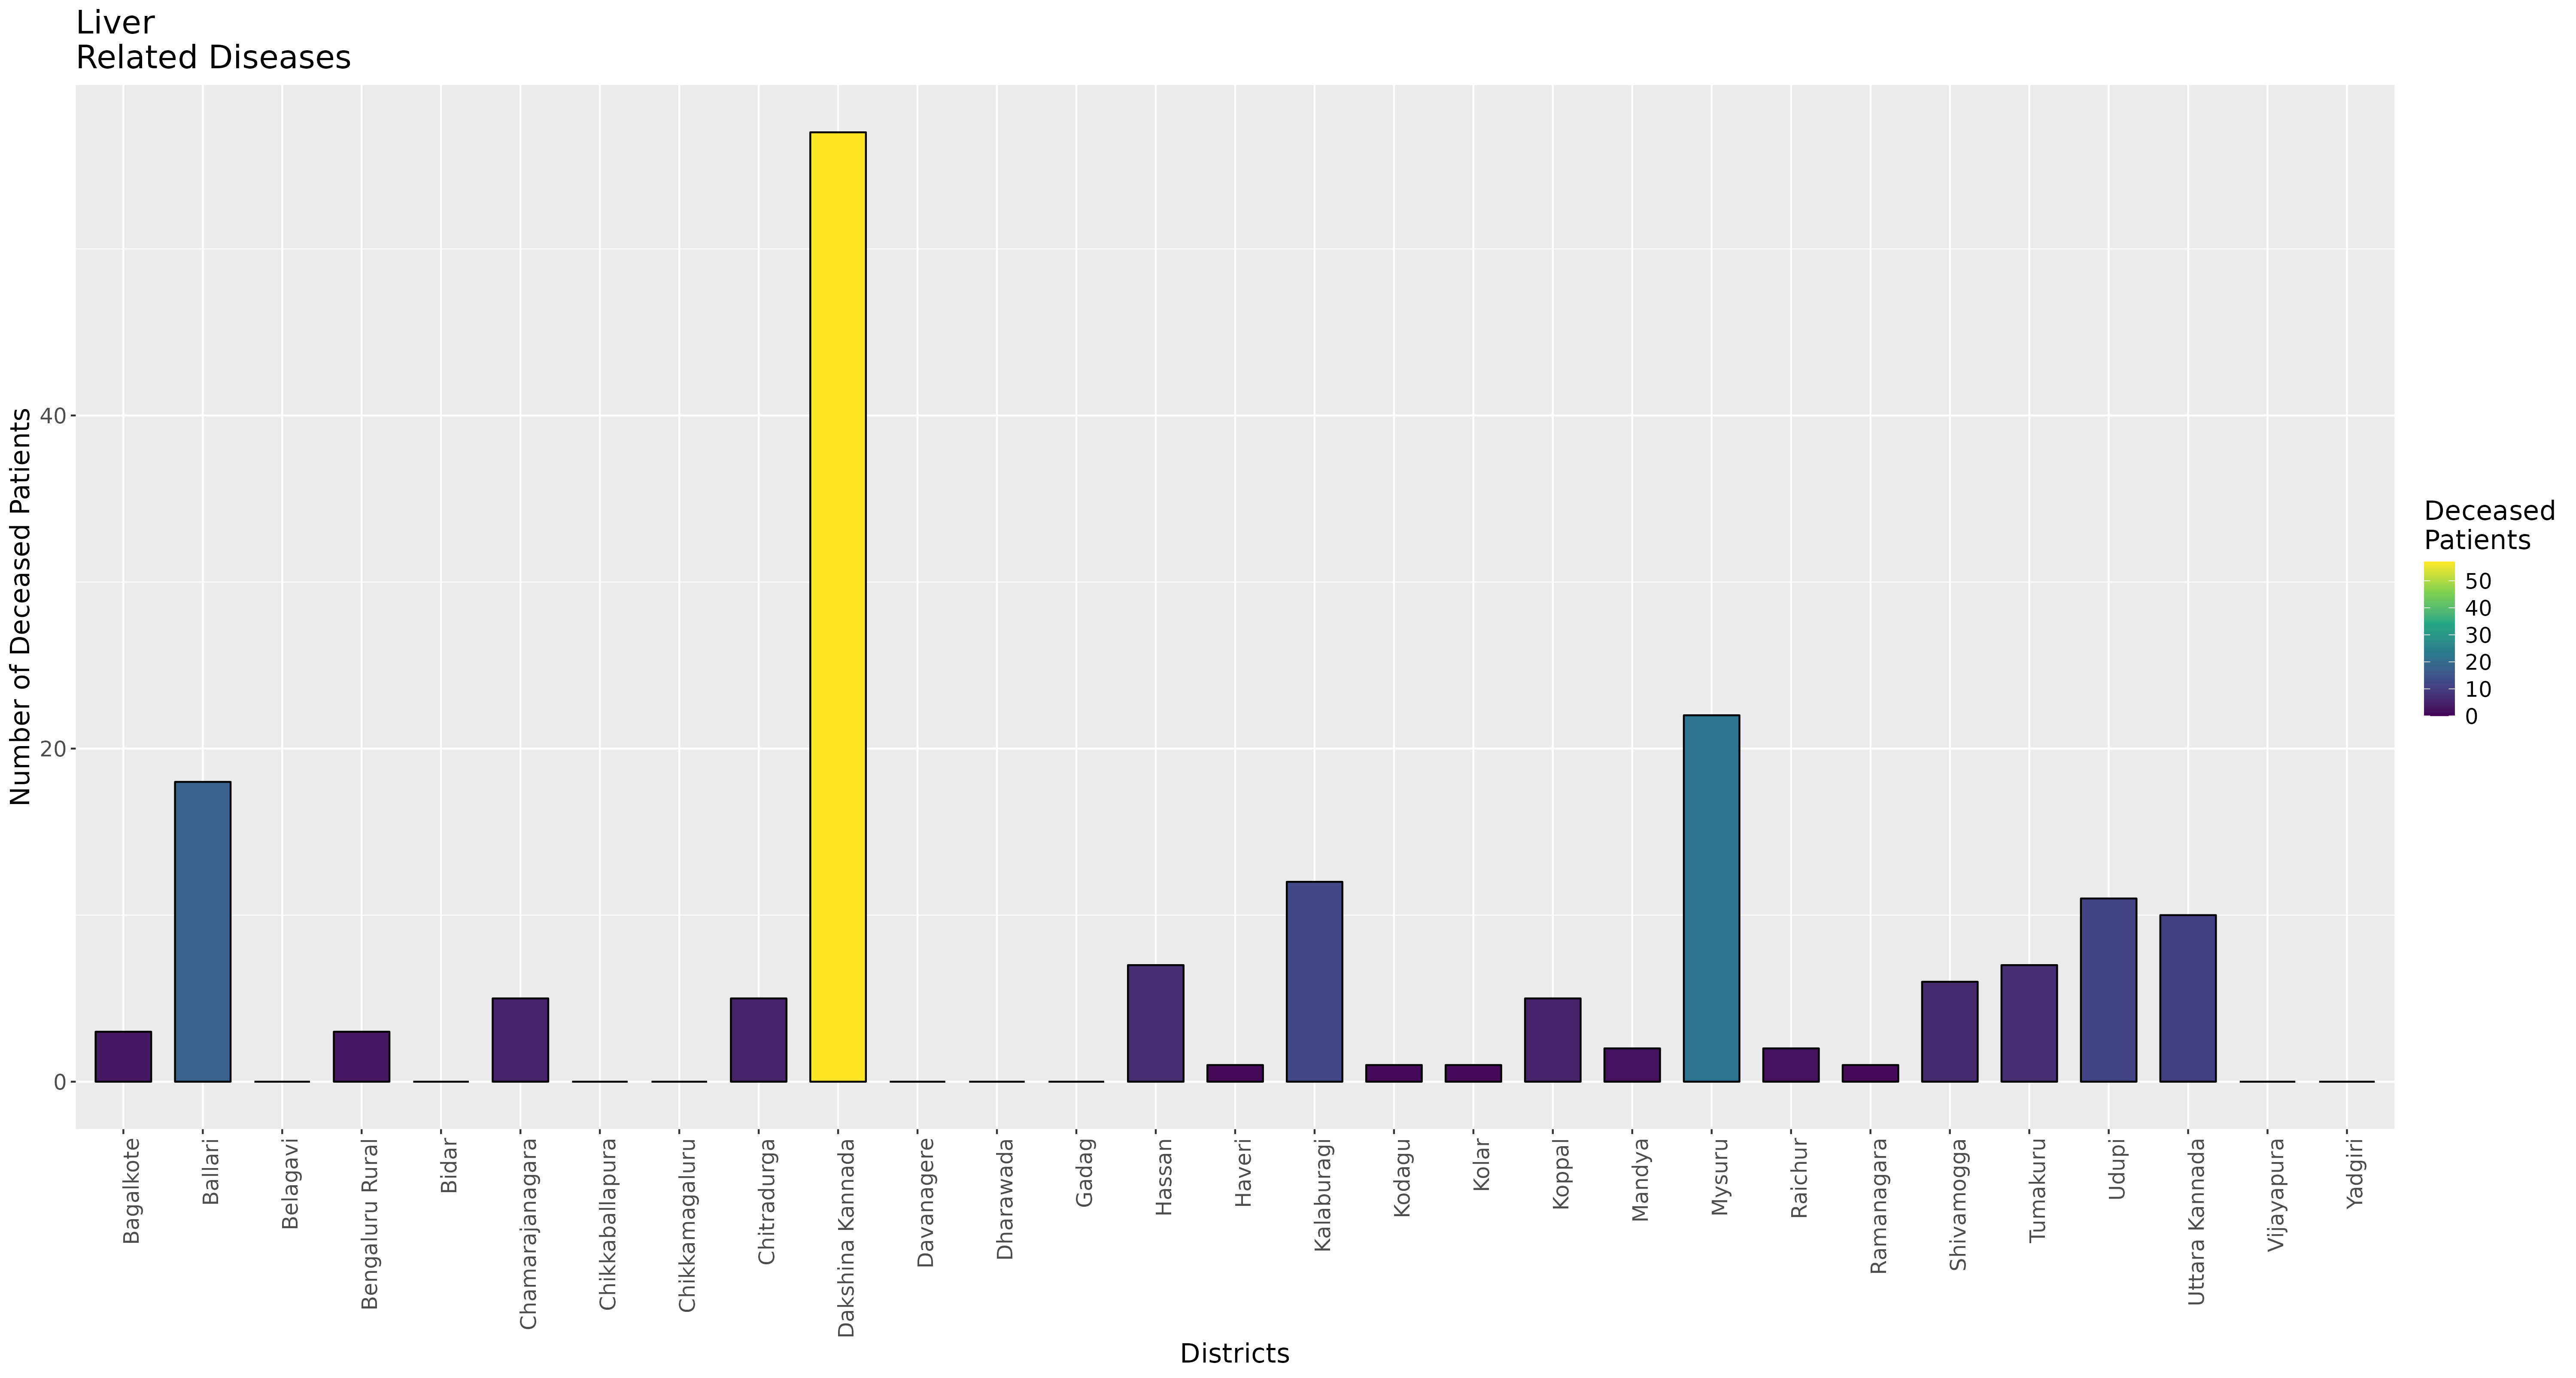 Liver
Related Diseases
Number of Deceased Patients
40
20
0
Bagalkote
Ballari
Belagavi
Bengaluru Rural
Bidar
Chamarajanagara
Chikkaballapura
Chikkamagaluru
Chitradurga
Dakshina Kannada
Davanagere
Dharawada
Gadag
Hassan
Haveri
Kalaburagi
Kodagu
Kolar
Koppal
Mandya
Mysuru
Raichur
Ramanagara
Shivamogga
Tumakuru
Udupi
Uttara Kannada
Vijayapura
Yadgiri
Districts
Deceased
Patients
50
40
30
20
10
0